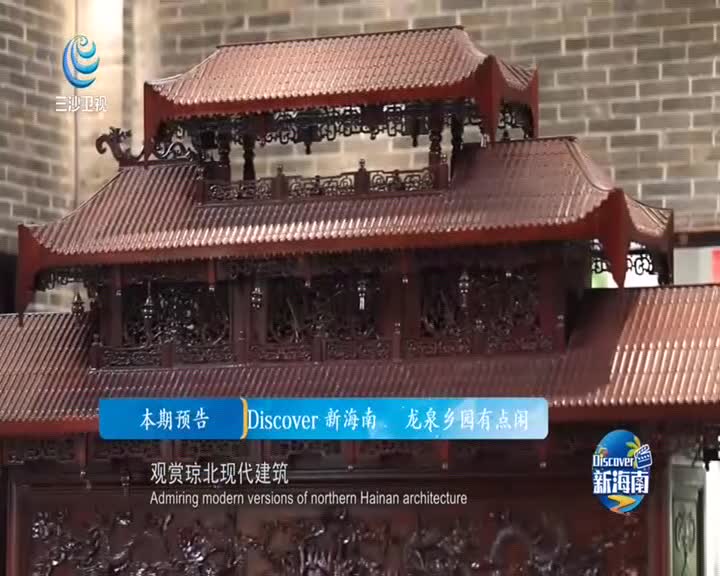 三沙卫视
本期预告 Discover 新海南 龙泉乡园有点闲
观赏琼北现代建筑
Admiring modern versions of northern Hainan architecture
Discover
新海南